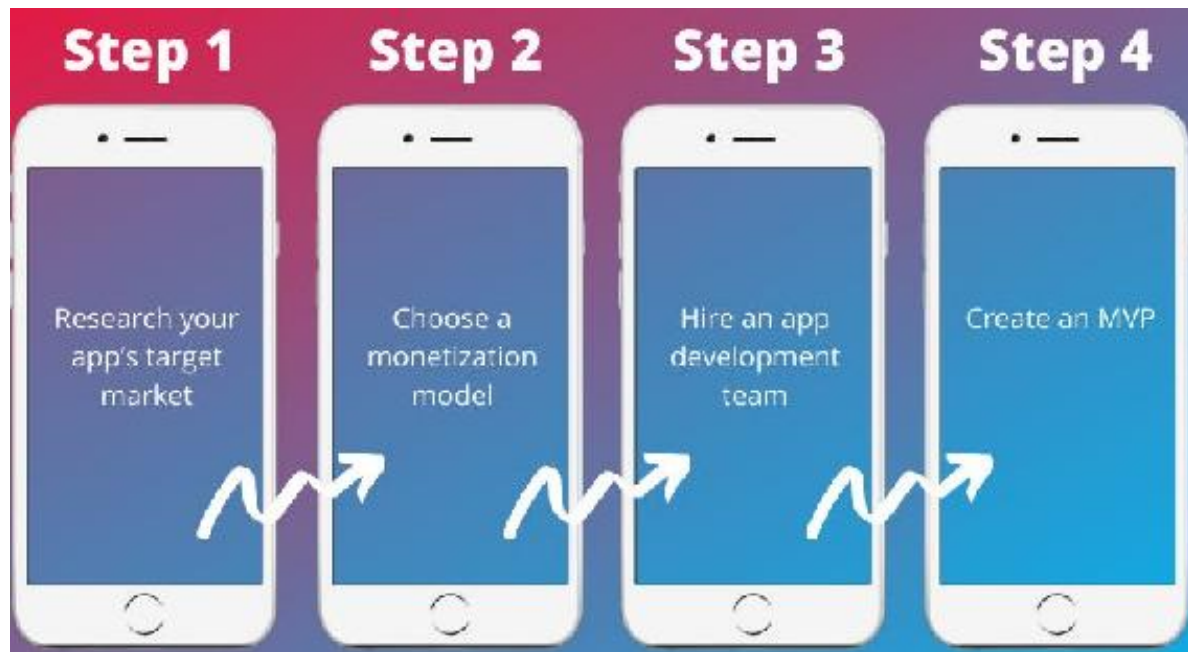 Step 1
Research your
app's target
market
Step 2
Choose a
monetization
model
Step 3
Hire an app
development
team
Step 4
Create an MVP